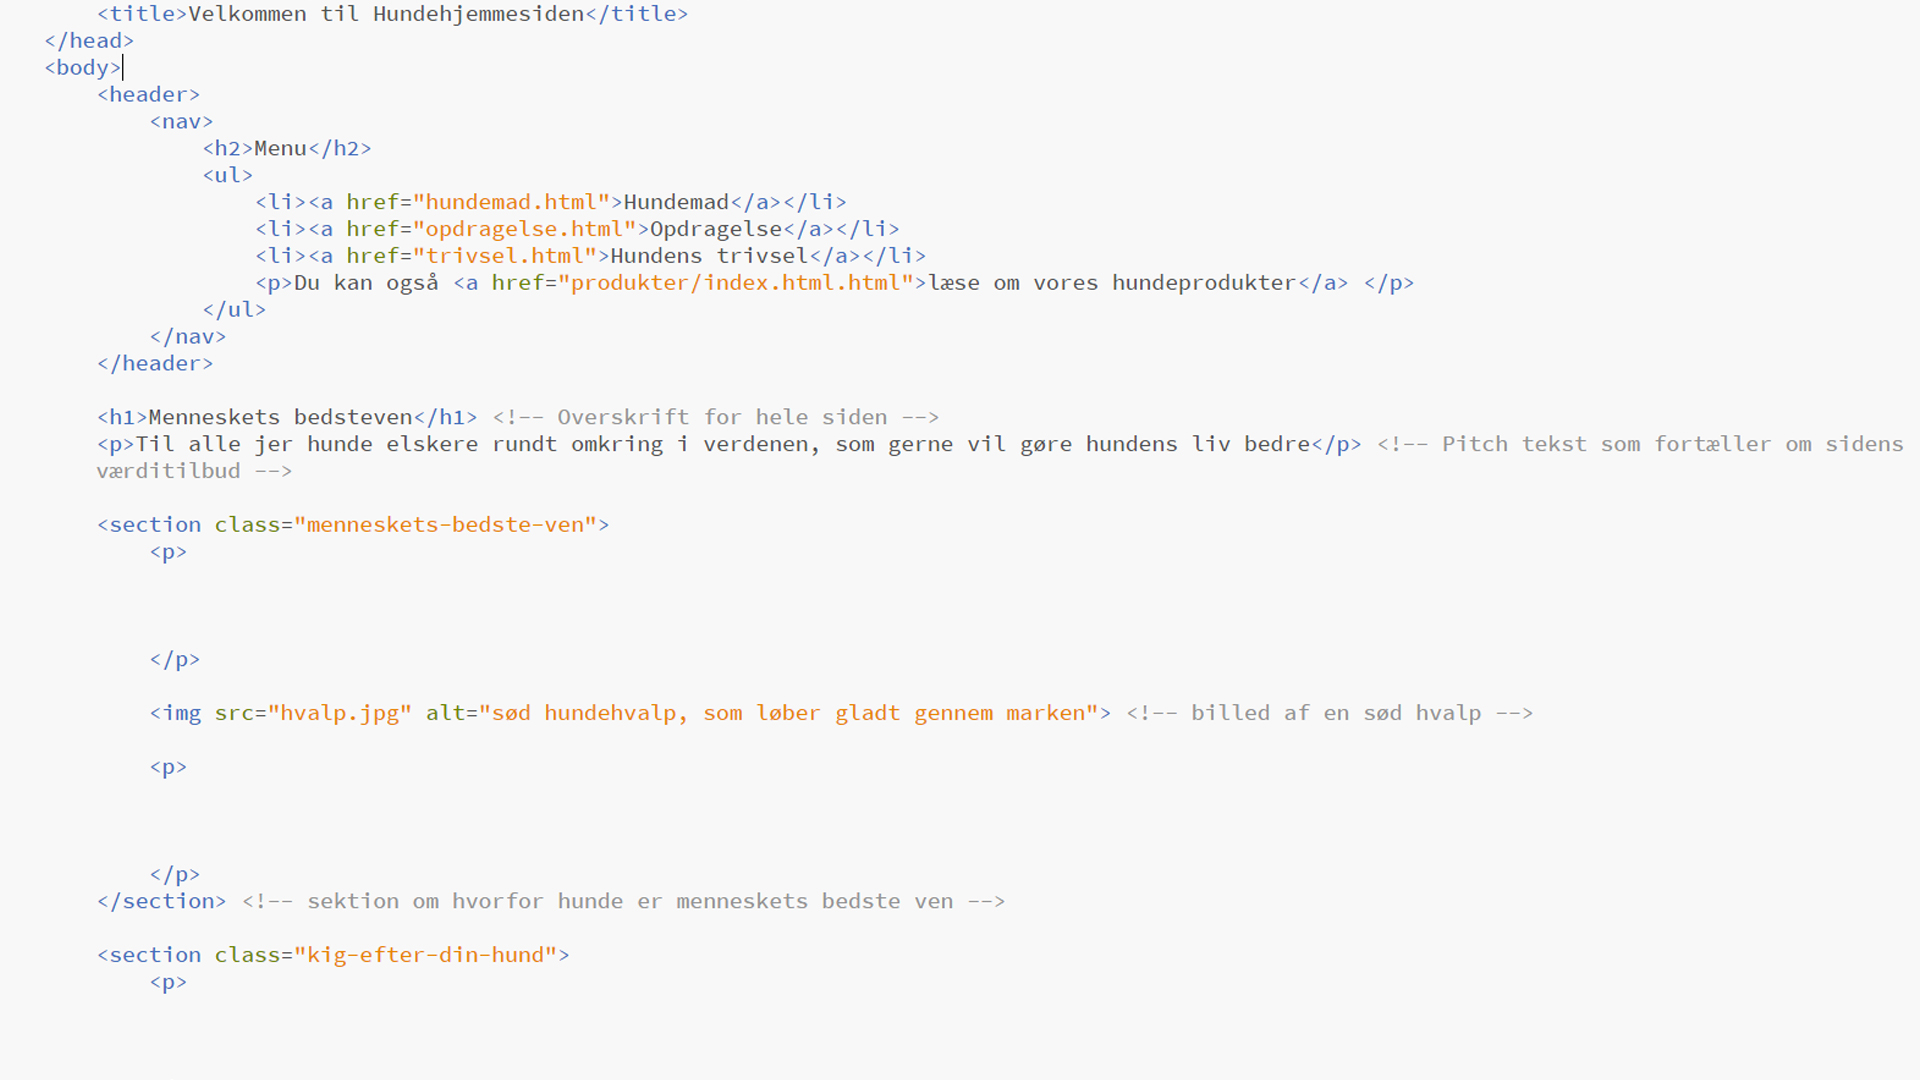 <title>Velkommen til Hundehjemmesiden</title>
</head>
<body>
<header>
<nav>
<h2>Menu</h2>
<ul>
<li><a href="hundemad.html">Hundemad</a></li>
<li><a href="opdragelse.html">Opdragelse</a></li>
<li><a href="trivsel.html">Hundens trivsel</a></li>
<p>Du kan også <a href="produkter/index.html.html">læse om vores hundeprodukter</a> </p>
</ul>
</nav>
</header>
<h1>Menneskets bedsteven</h1> <!-- Overskrift for hele siden -->
<p>Til alle jer hunde elskere rundt omkring i verdenen, som gerne vil gøre hundens liv bedre</p> <!-- Pitch tekst som fortæller om sidens
værditilbud -->
<section class="menneskets-bedste-ven">
<p>
</p>
<img src="hvalp.jpg" alt="sød hundehvalp, som løber gladt gennem marken"> <!-- billed af en sød hvalp -->
<p>
</p>
</section> <!-- sektion om hvorfor hunde er menneskets bedste ven -->
<section class="kig-efter-din-hund">
<p>